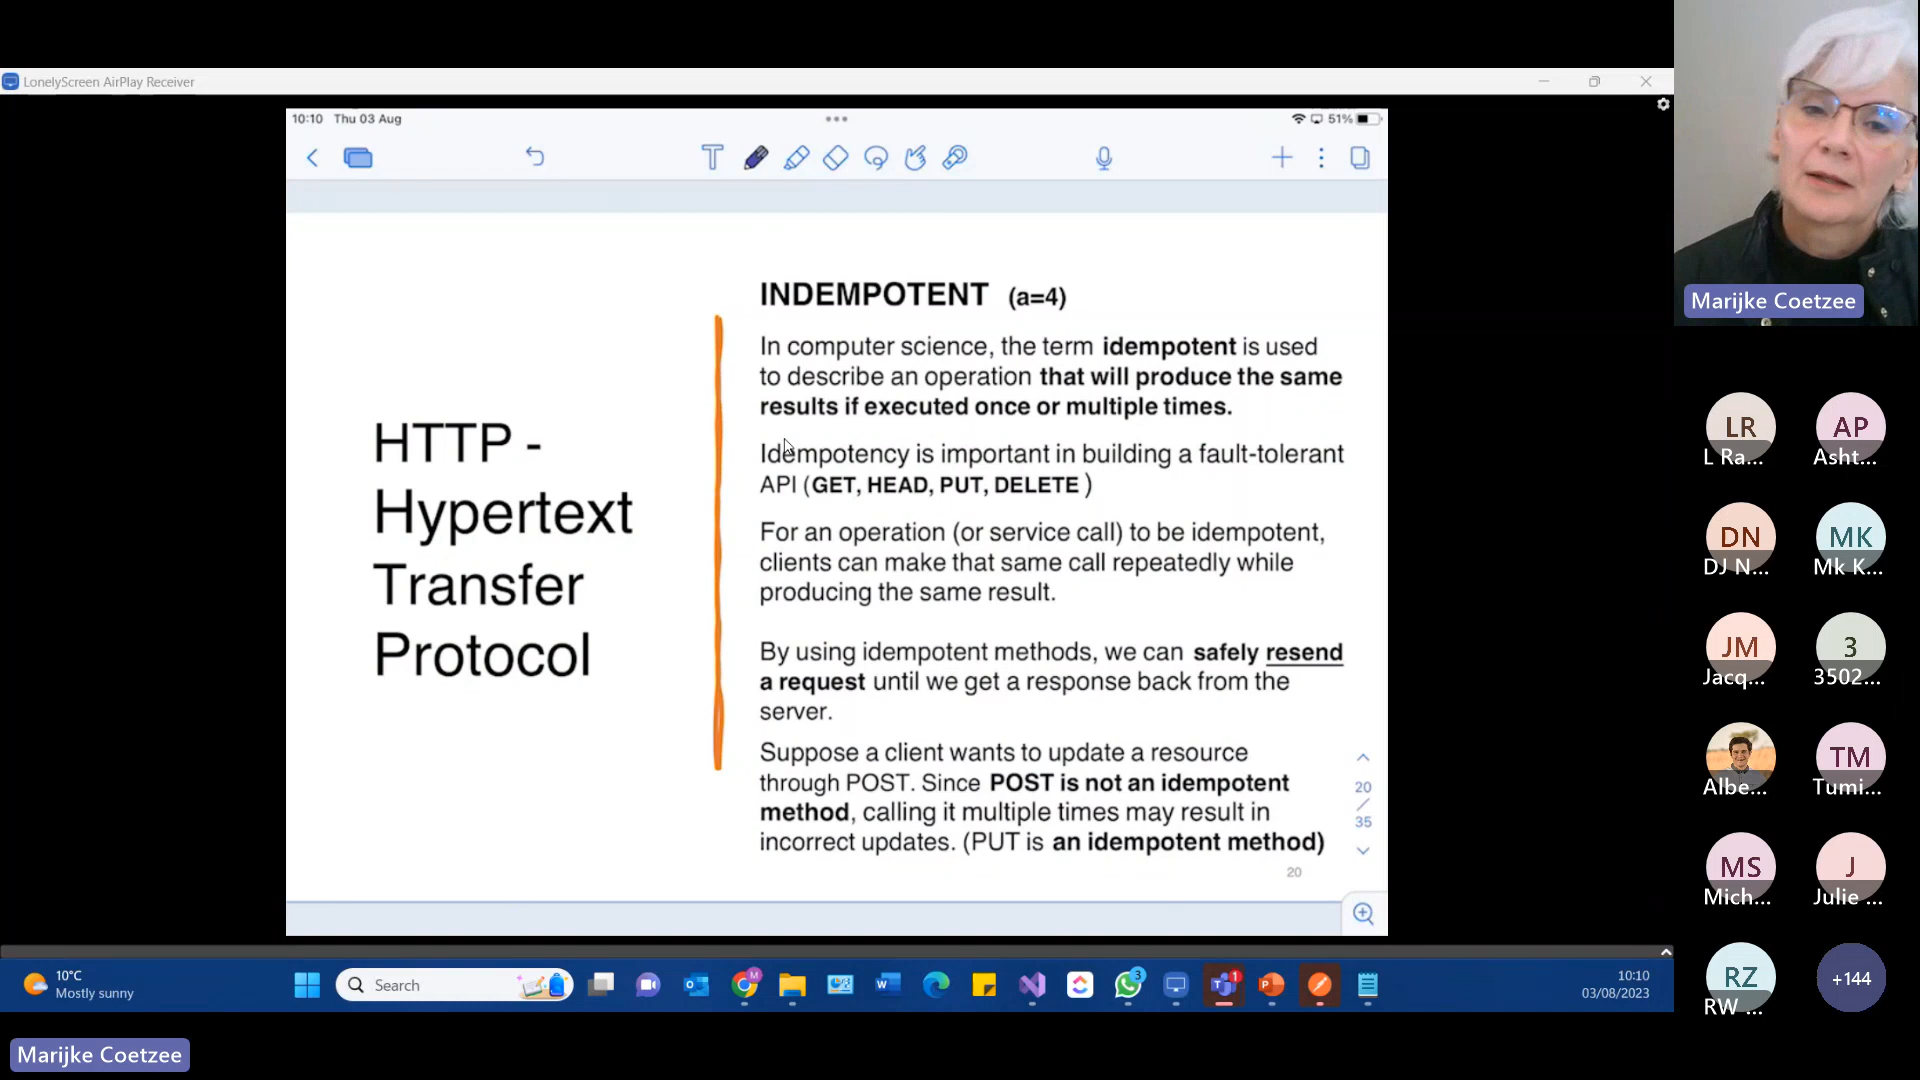 LonelyScreen AirPlay Receiver
10:10 Thu 03 Aug
51%
HTTP -
Hypertext
Transfer
Protocol
INDEMPOTENT (a=4)
In computer science, the term idempotent is used
to describe an operation that will produce the same
results if executed once or multiple times.
Idempotency is important in building a fault-tolerant
API (GET, HEAD, PUT, DELETE )
For an operation (or service call) to be idempotent,
clients can make that same call repeatedly while
producing the same result.
By using idempotent methods, we can safely resend
a request until we get a response back from the
server.
Suppose a client wants to update a resource
through POST. Since POST is not an idempotent
method, calling it multiple times may result in
incorrect updates. (PUT is an idempotent method)
20
/
35
20
Marijke Coetzee
LR
L Ra...
AP
Asht...
DN
DJ N...
MK
Mk K...
JM
Jacq...
3
3502...
Albe...
TM
Tumi...
MS
Mich...
J
Julie ...
RZ
RW ...
+144
10°C
Mostly sunny
Search
M
3
1
10:10
03/08/2023
Marijke Coetzee